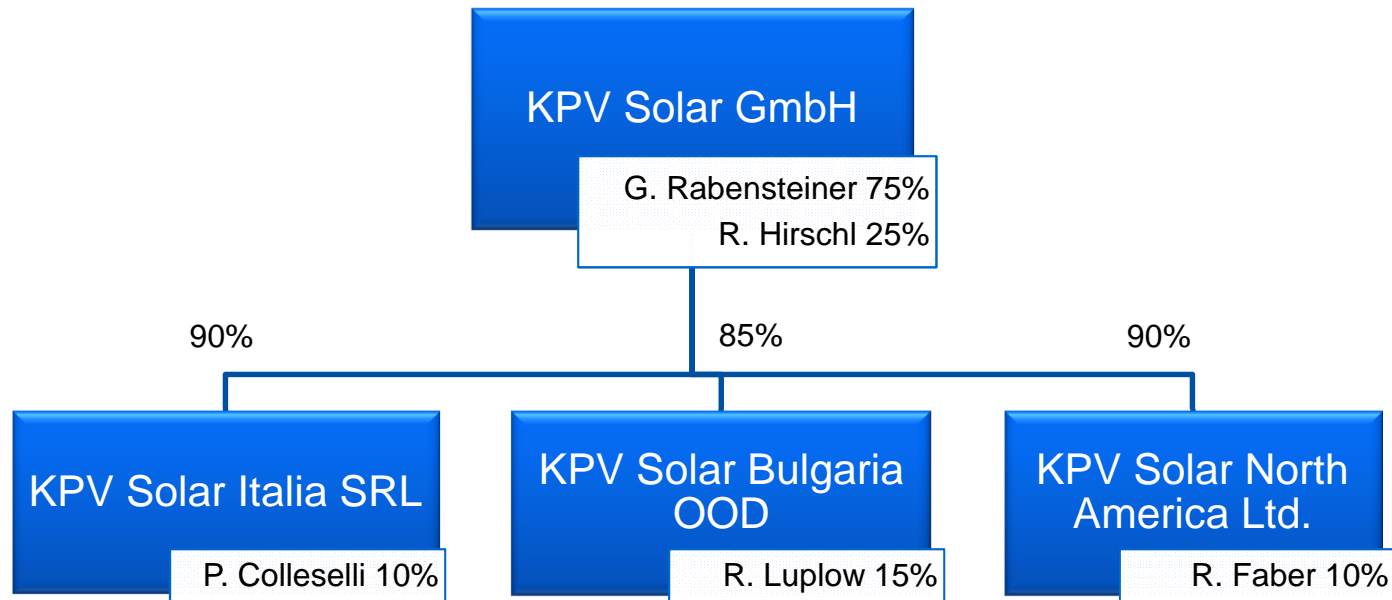 KPV Solar GmbH
G. Rabensteiner 75%
R. Hirschl 25%
90%
85%
90%
KPV Solar Italia SRL
P. Colleselli 10%
KPV Solar Bulgaria
OOD
R. Luplow 15%
KPV Solar North
America Ltd.
R. Faber 10%